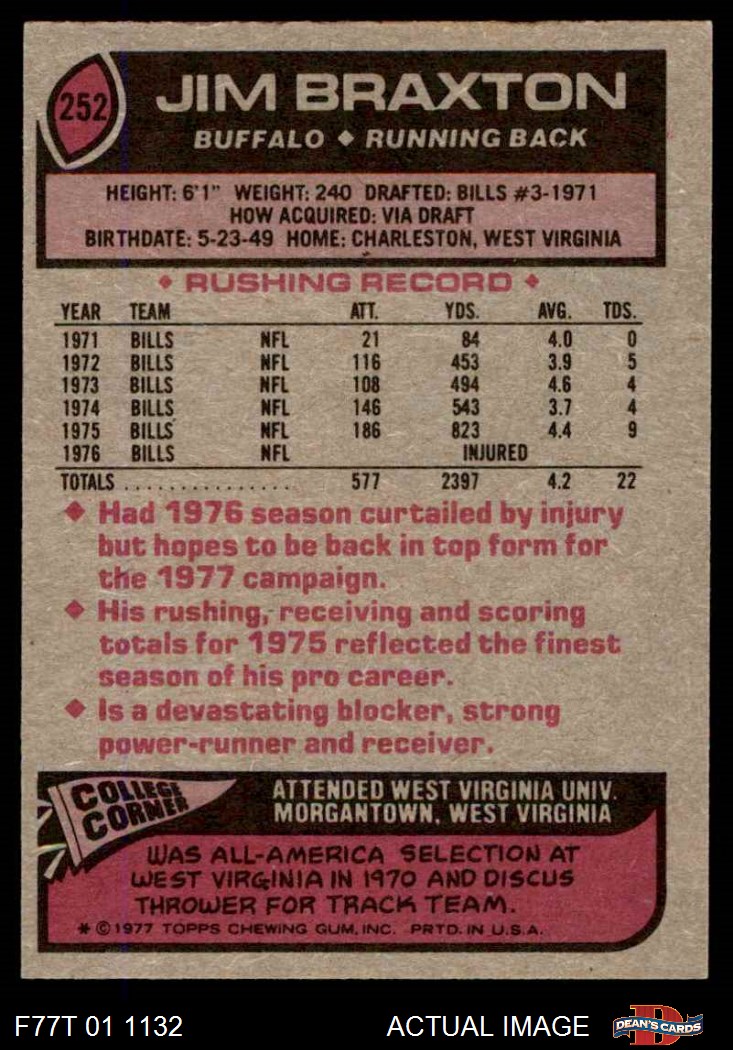 252
JIM BRAXTON
BUFFALO ◆ RUNNING BACK
HEIGHT: 6'1" WEIGHT: 240 DRAFTED: BILLS #3-1971
HOW ACQUIRED: VIA DRAFT
BIRTHDATE: 5-23-49 HOME: CHARLESTON, WEST VIRGINIA
◆ RUSHING RECORD ◆
YEAR TEAM ATT. YDS. AVG. TDS.
1971 BILLS NFL 21 84 4.0 0
1972 BILLS NFL 116 453 3.9 5
1973 BILLS NFL 108 494 4.6 4
1974 BILLS NFL 146 543 3.7 4
1975 BILLS NFL 186 823 4.4 9
1976 BILLS NFL INJURED
TOTALS ................ 577 2397 4.2 22
◆ Had 1976 season curtailed by injury
but hopes to be back in top form for
the 1977 campaign.
◆ His rushing, receiving and scoring
totals for 1975 reflected the finest
season of his pro career.
◆ Is a devastating blocker, strong
power-runner and receiver.
COLLEGE
CORNER
ATTENDED WEST VIRGINIA UNIV.
MORGANTOWN, WEST VIRGINIA
WAS ALL-AMERICA SELECTION AT
WEST VIRGINIA IN 1970 AND DISCUS
THROWER FOR TRACK TEAM.
* © 1977 TOPPS CHEWING GUM, INC. PRTD. IN U.S.A.
F77T 01 1132 ACTUAL IMAGE
D
DEAN'S CARDS